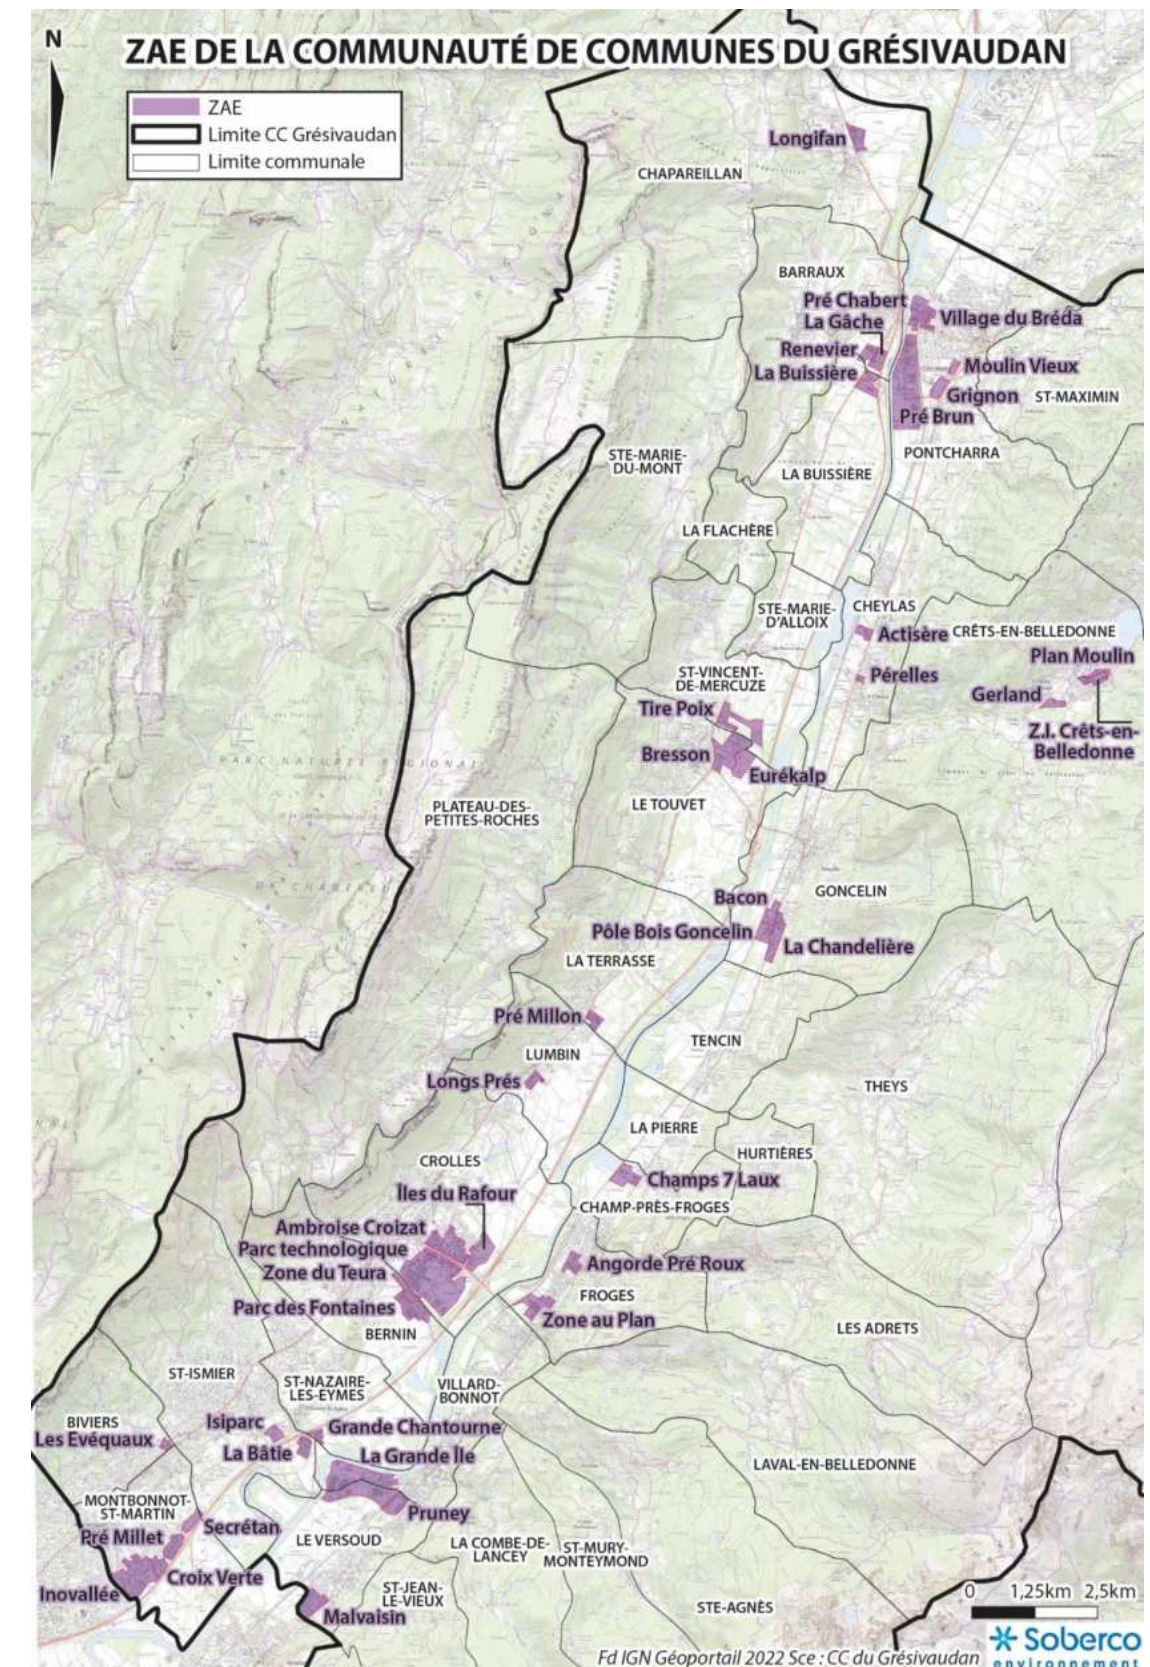 N
ZAE DE LA COMMUNAUTÉ DE COMMUNES DU GRÉSIVAUDAN
ZAE
Limite CC Grésivaudan
Limite communale
Longifan
CHAPAREILLAN
BARRAUX
Pré Chabert
La Gâche
Village du Bréda
Renevier
La Buissière
Moulin Vieux
Grignon
ST-MAXIMIN
Pré Brun
PONTCHARRA
STE-MARIE-
DU-MONT
LA BUISSIÈRE
LA FLACHÈRE
STE-MARIE-
D'ALLOIX
CHEYLAS
Actisère
CRÊTS-EN-BELLEDONNE
Plan Moulin
Pérelles
Gerland
Z.I. Crêts-en-
Belledonne
ST-VINCENT-
DE-MERCUZE
Tire Poix
Bresson
Eurékalp
LE TOUVET
PARC NATUREL REGIONAL
DE CHARTREUSE
PLATEAU-DES-
PETITES-ROCHES
GONCELIN
Bacon
Pôle Bois Goncelin
La Chandelière
LA TERRASSE
Pré Millon
TENCIN
LUMBIN
Longs Prés
THEYS
LA PIERRE
HURTIÈRES
CROLLES
Champs 7 Laux
CHAMP-PRÈS-FROGES
Îles du Rafour
Ambroise Croizat
Parc technologique
Zone du Teura
Parc des Fontaines
Angorde Pré Roux
FROGES
Zone au Plan
BERNIN
LES ADRETS
ST-ISMIER
ST-NAZAIRE-
LES-EYMES
VILLARD-
BONNOT
BIVIERS
Les Evéquaux
Isiparc
Grande Chantourne
La Bâtie
La Grande Île
LAVAL-EN-BELLEDONNE
MONTBONNOT-
ST-MARTIN
Pruney
Secrétan
Pré Millet
LE VERSOUD
LA COMBE-DE-
LANCEY
ST-MURY-
MONTEYMOND
Croix Verte
Inovallée
ST-JEAN-
LE-VIEUX
Malvaisin
STE-AGNÈS
0 1,25km 2,5km
Soberco
environnement
Fd IGN Géoportail 2022 Sce : CC du Grésivaudan